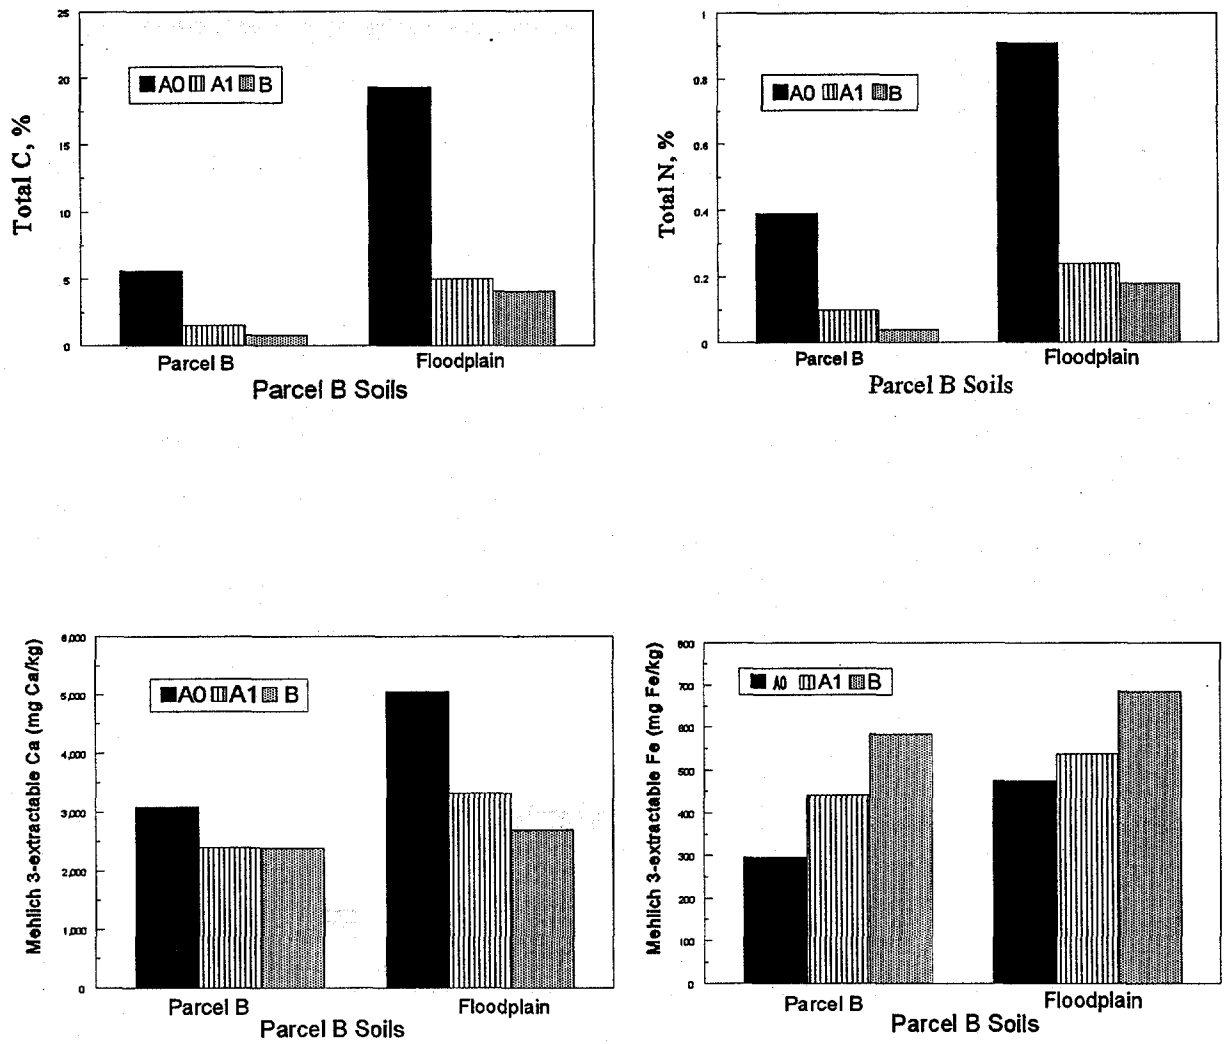 Total C, %
25
20
15
10
5
0
A0 A1 B
Parcel B Floodplain
Parcel B Soils
Total N, %
1
0.8
0.6
0.4
0.2
0
A0 A1 B
Parcel B Floodplain
Parcel B Soils
Mehlich 3-extractable Ca (mg Ca/kg)
6,000
5,000
4,000
3,000
2,000
1,000
0
A0 A1 B
Parcel B Floodplain
Parcel B Soils
Mehlich 3-extractable Fe (mg Fe/kg)
800
700
600
500
400
300
200
100
0
A0 A1 B
Parcel B Floodplain
Parcel B Soils